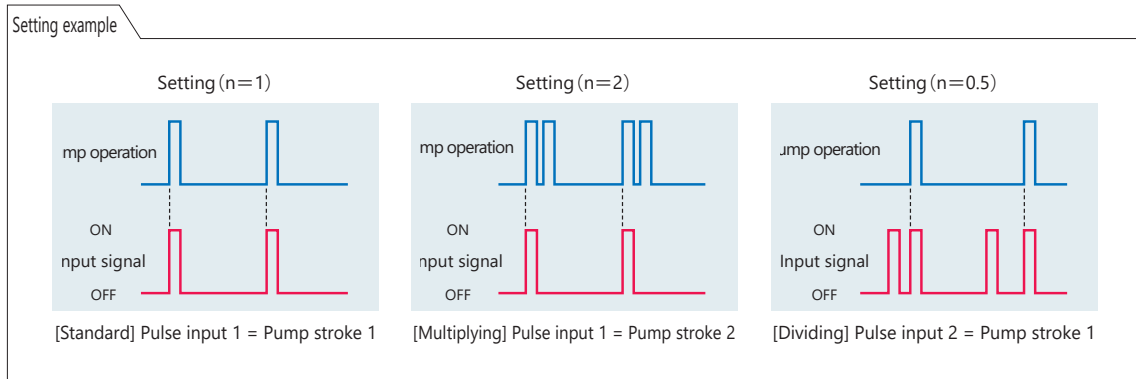 Setting example
Setting（n＝1）
Setting（n＝2）
Setting（n＝0.5）
mp operation
mp operation
ump operation
ON
ON
ON
nput signal
nput signal
Input signal
OFF
OFF
OFF
[Standard] Pulse input 1 = Pump stroke 1
[Multiplying] Pulse input 1 = Pump stroke 2
[Dividing] Pulse input 2 = Pump stroke 1